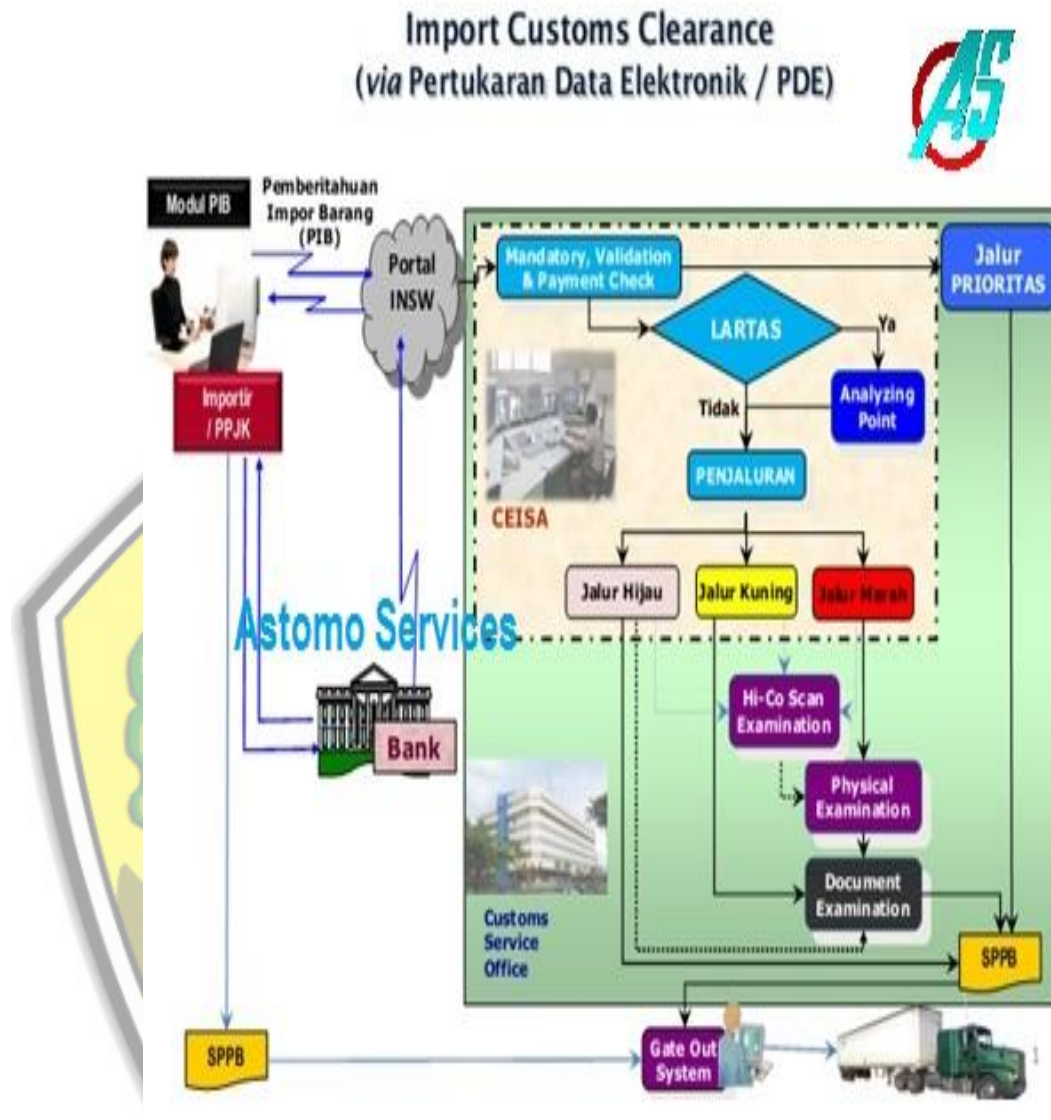 Import Customs Clearance
(via Pertukaran Data Elektronik / PDE)
AS
Modul PIB
Pemberitahuan
Impor Barang
(PIB)
Portal
INSW
Mandatory, Validation
& Payment Check
Jalur
PRIORITAS
LARTAS
Ya
Tidak
Analyzing
Point
Importir
/ PPJK
PENJALURAN
CEISA
Jalur Hijau
Jalur Kuning
Jalur Merah
Astomo Services
Hi-Co Scan
Examination
Bank
Physical
Examination
Document
Examination
Customs
Service
Office
SPPB
SPPB
Gate Out
System